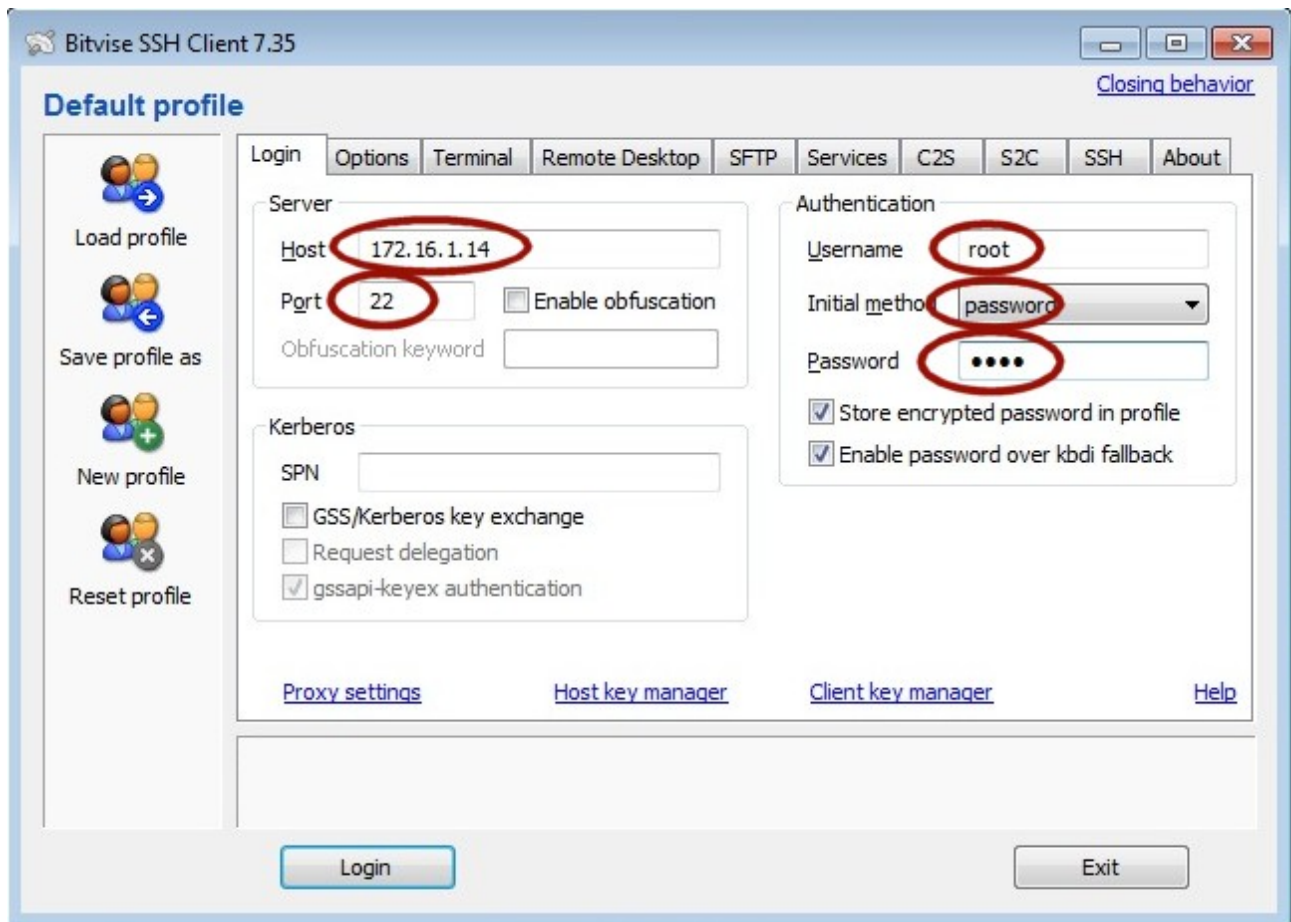 Bitvise SSH Client 7.35
Closing behavior
Default profile
Load profile
Save profile as
New profile
Reset profile
Login Options Terminal Remote Desktop SFTP Services C2S S2C SSH About
Server
Host 172.16.1.14
Port 22 Enable obfuscation
Obfuscation keyword
Kerberos
SPN
GSS/Kerberos key exchange
Request delegation
gssapi-keyex authentication
Authentication
Username root
Initial method password
Password ●●●●
Store encrypted password in profile
Enable password over kbdi fallback
Proxy settings Host key manager Client key manager Help
Login Exit